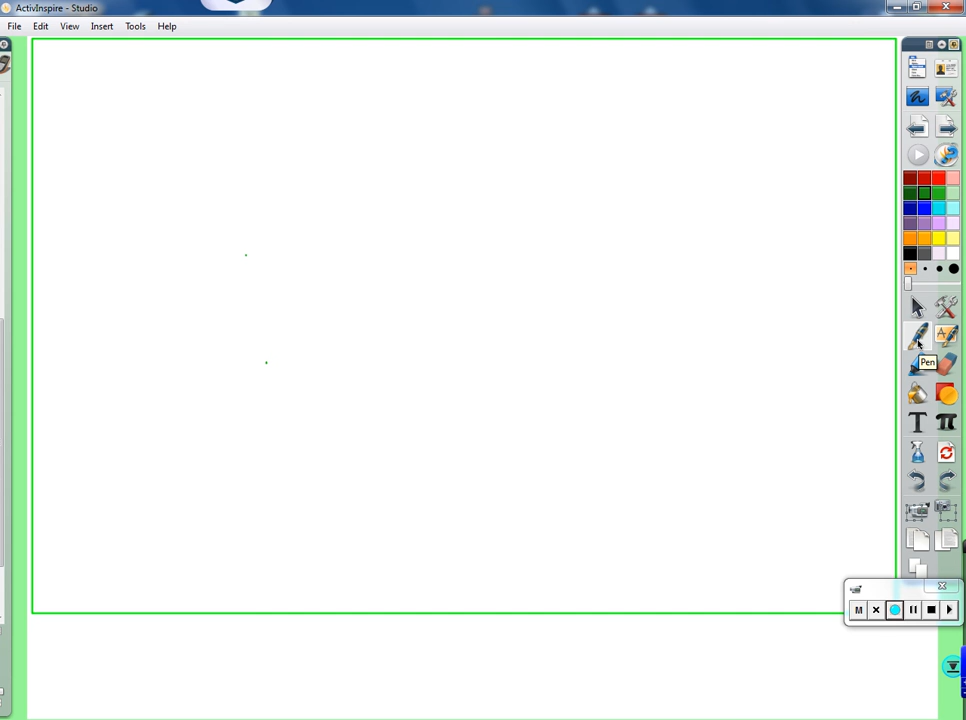 ActivInspire - Studio
File Edit View Insert Tools Help
Pen
T π
M